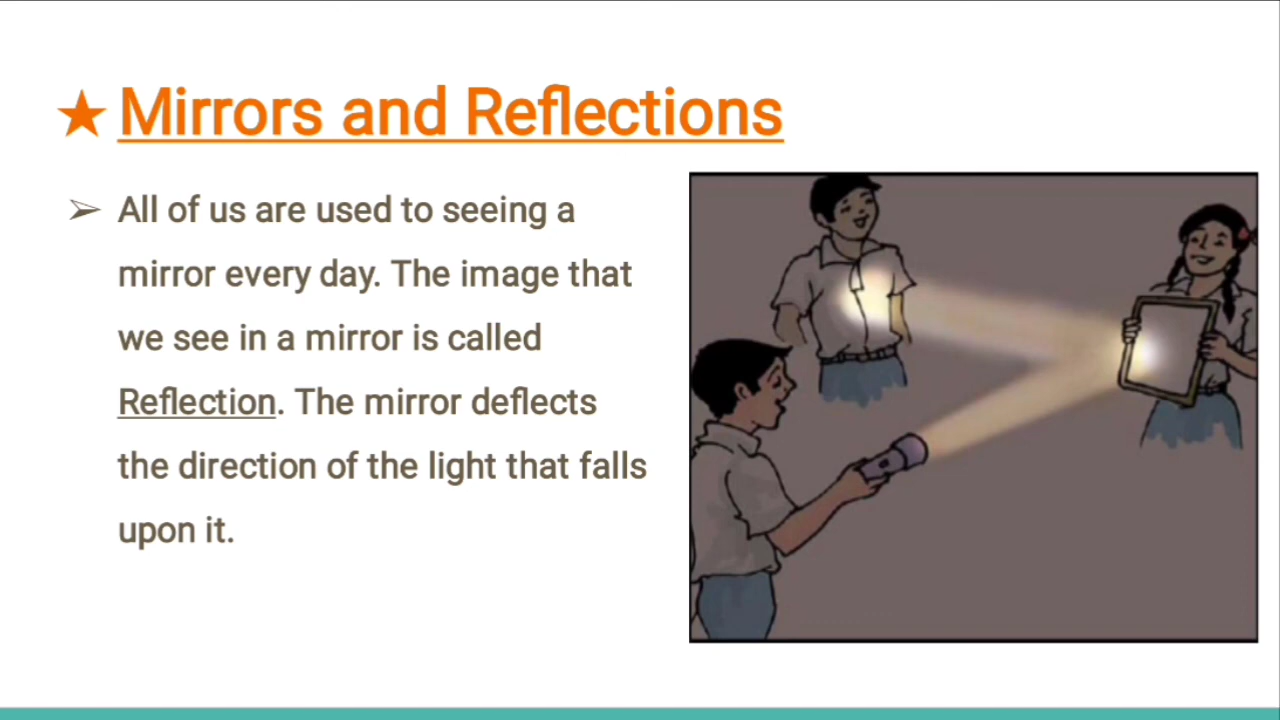 ★ Mirrors and Reflections
➢ All of us are used to seeing a
mirror every day. The image that
we see in a mirror is called
Reflection. The mirror deflects
the direction of the light that falls
upon it.